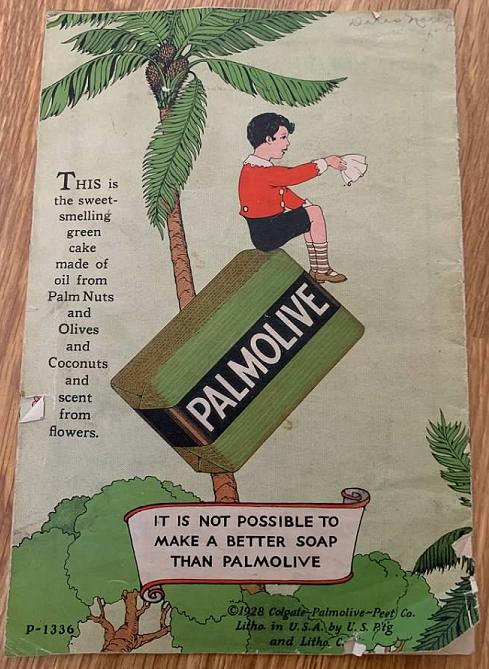 THIS is
the sweet-
smelling
green
cake
made of
oil from
Palm Nuts
and
Olives
and
Coconuts
and
scent
from
flowers.
PALMOLIVE
IT IS NOT POSSIBLE TO
MAKE A BETTER SOAP
THAN PALMOLIVE
P-1336
©1928 Colgate-Palmolive-Peet Co.
Litho. in U.S.A. by U.S. P't'g
and Litho. C